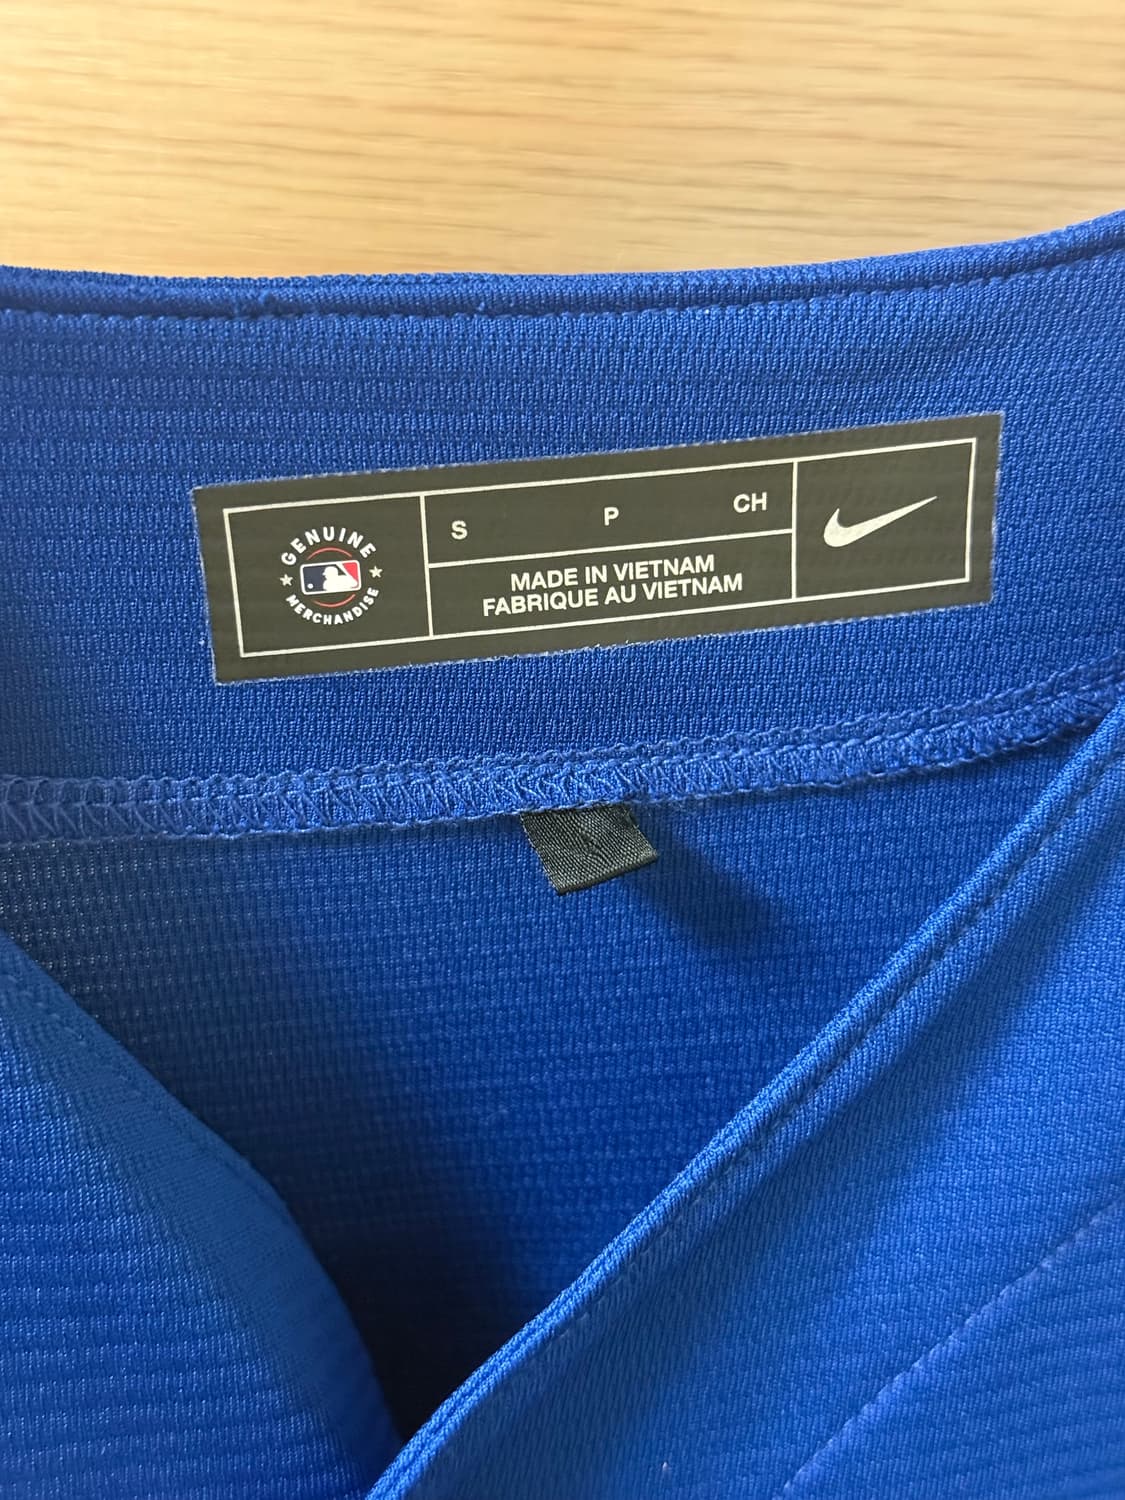 GENUINE
MERCHANDISE
S P CH
MADE IN VIETNAM
FABRIQUE AU VIETNAM